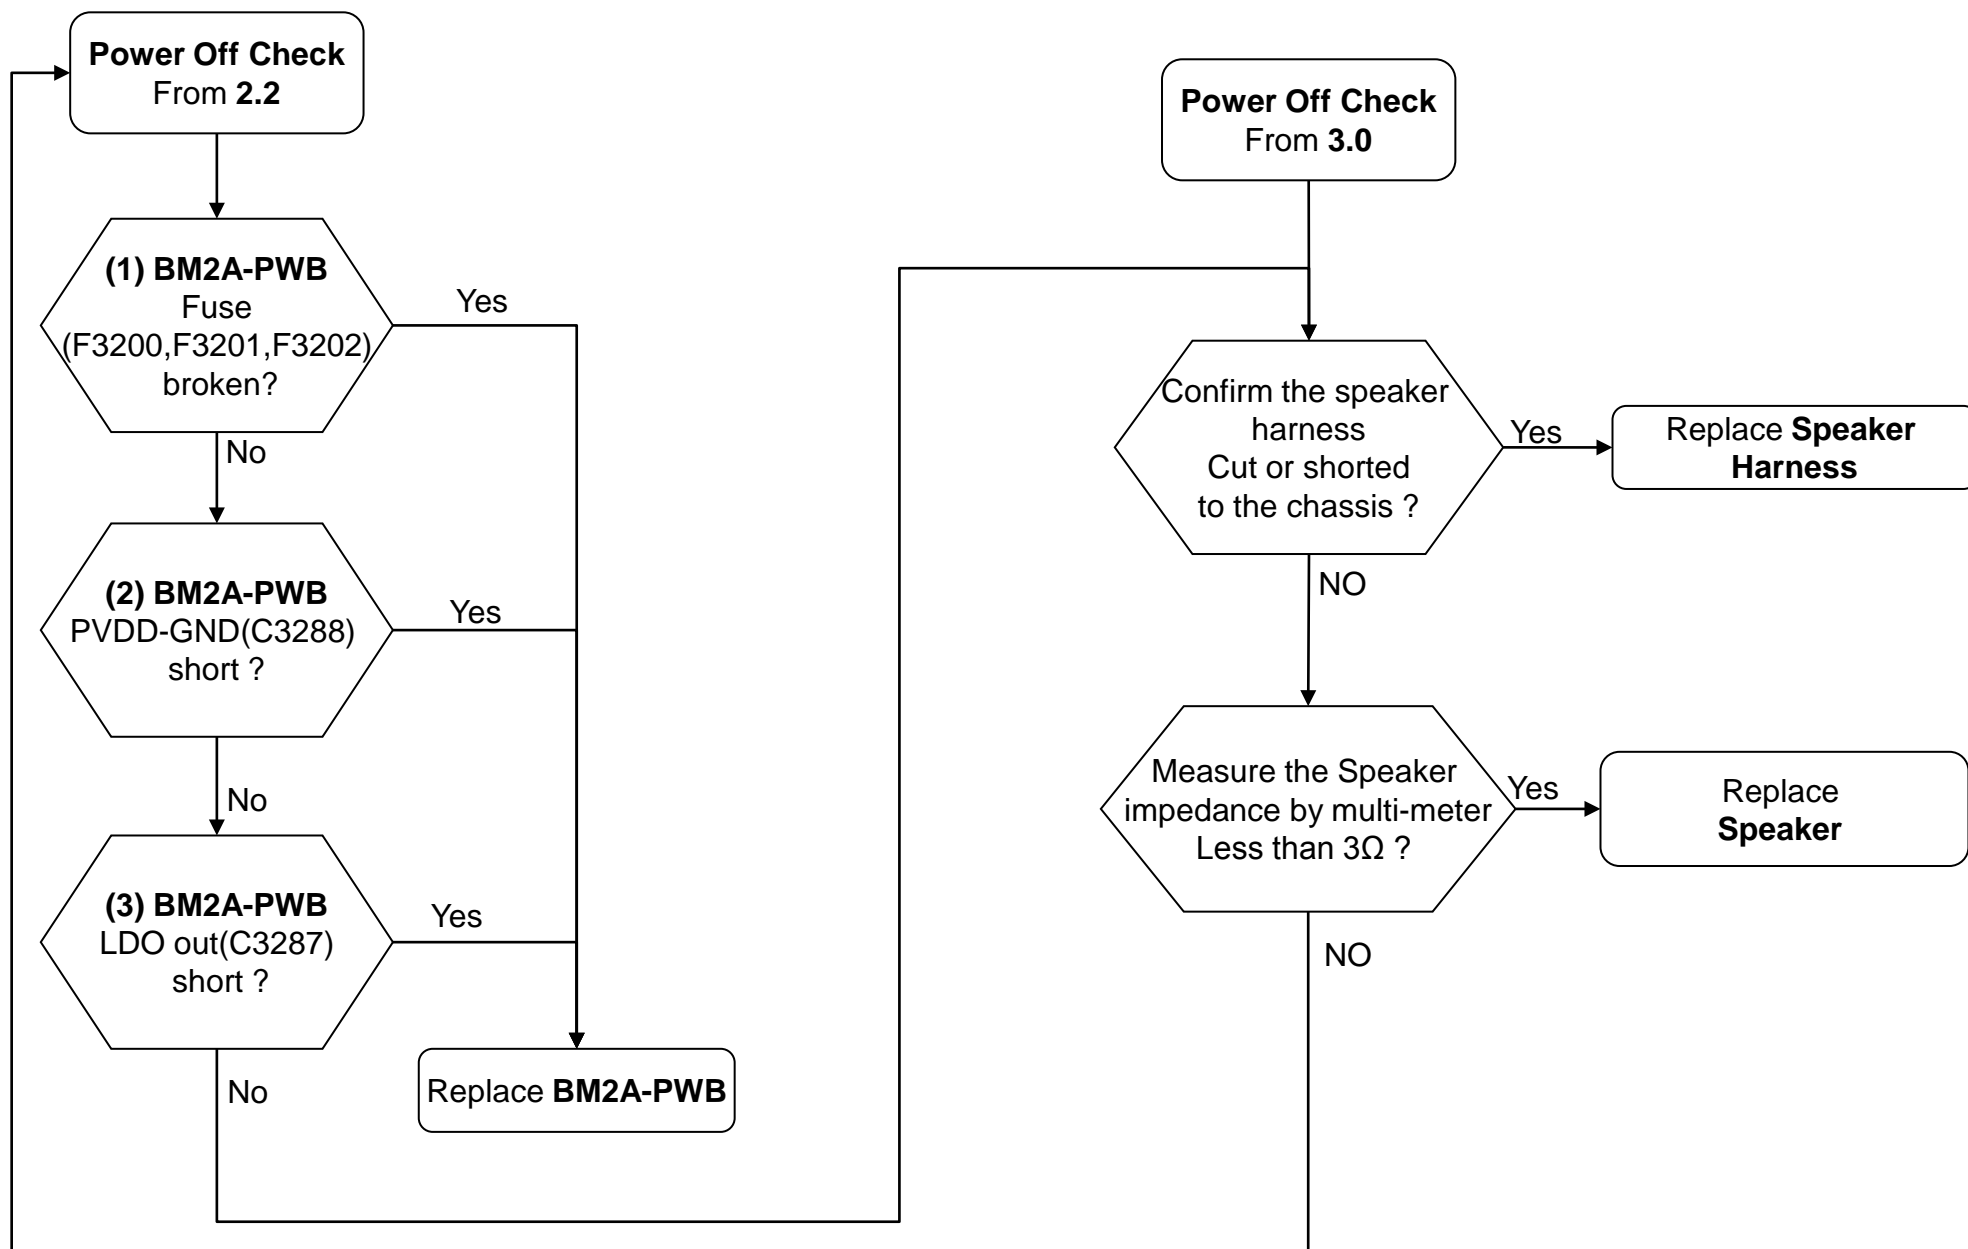 Power Off Check
From 2.2
(1) BM2A-PWB
Fuse
(F3200,F3201,F3202)
broken?
Yes
No
(2) BM2A-PWB
PVDD-GND(C3288)
short ?
Yes
No
(3) BM2A-PWB
LDO out(C3287)
short ?
Yes
No
Replace BM2A-PWB
Power Off Check
From 3.0
Confirm the speaker
harness
Cut or shorted
to the chassis ?
Yes
Replace Speaker
Harness
NO
Measure the Speaker
impedance by multi-meter
Less than 3Ω ?
Yes
Replace
Speaker
NO